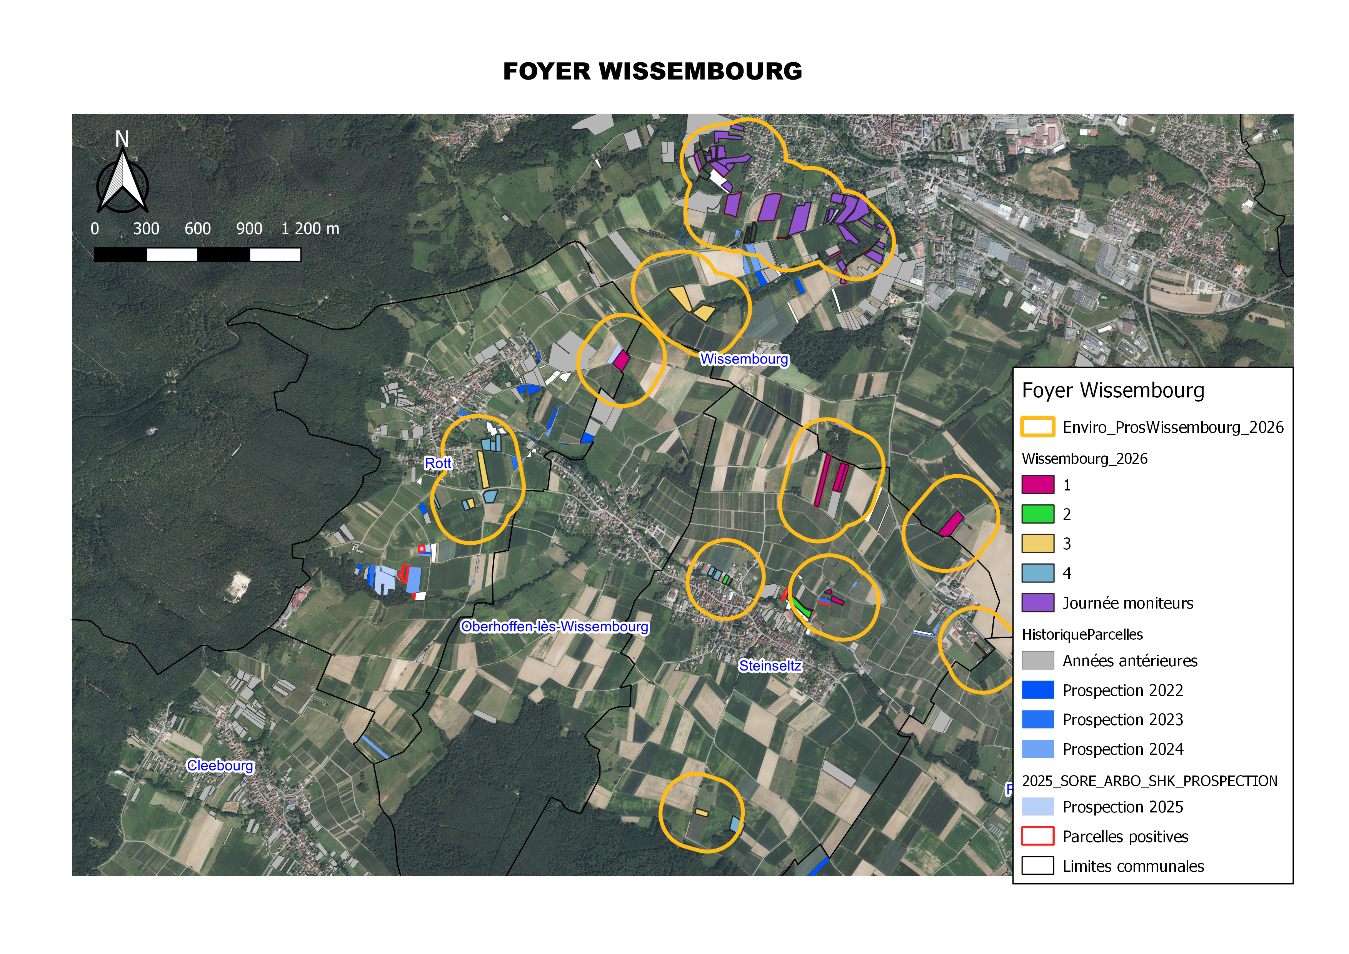 FOYER WISSEMBOURG
N
0 300 600 900 1 200 m
Wissembourg
Rott
Oberhoffen-lès-Wissembourg
Steinseltz
Cleebourg
Foyer Wissembourg
Enviro_ProsWissembourg_2026
Wissembourg_2026
1
2
3
4
Journée moniteurs
HistoriqueParcelles
Années antérieures
Prospection 2022
Prospection 2023
Prospection 2024
2025_SORE_ARBO_SHK_PROSPECTION
Prospection 2025
Parcelles positives
Limites communales